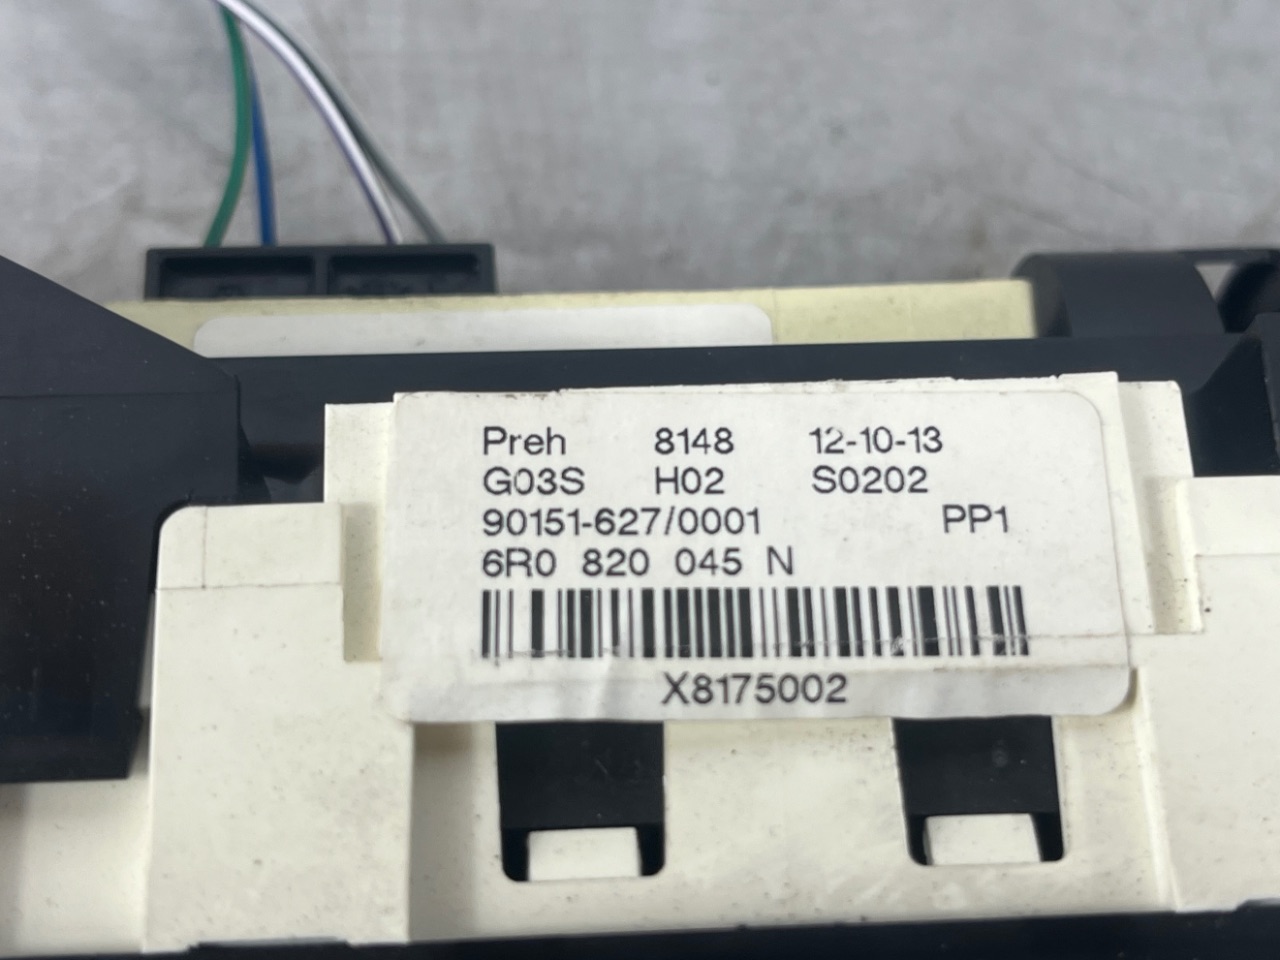 Preh 8148 12-10-13
G03S H02 S0202
90151-627/0001 PP1
6R0 820 045 N
X8175002